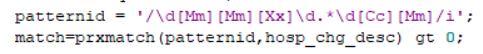 patternid = '/\d[Mm][Mm][Xx]\d.*\d[Cc][Mm]/i';
match=prxmatch(patternid,hosp_chg_desc) gt 0;